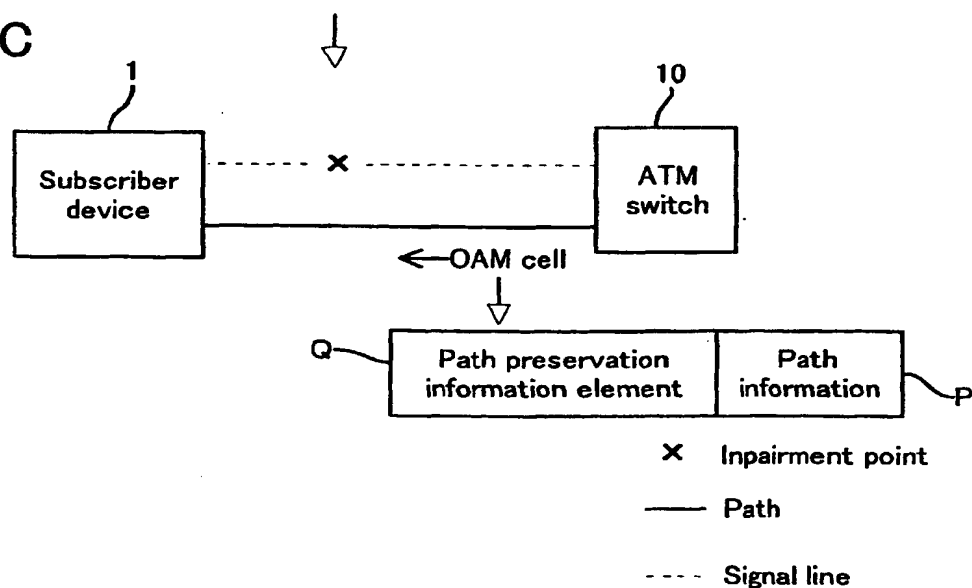 C
1
10
Subscriber
device
×
ATM
switch
OAM cell
Q
Path preservation
information element
Path
information
P
× Inpairment point
Path
Signal line